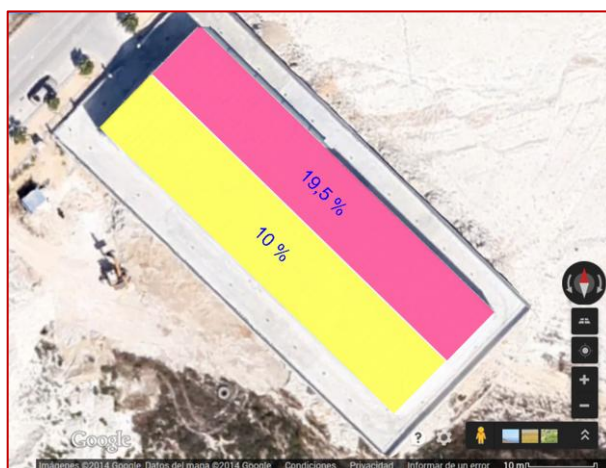 19,5 %
10 %
Google
Imágenes ©2014 Google, Datos del mapa ©2014 Google Condiciones Privacidad Informar de un error 10 m